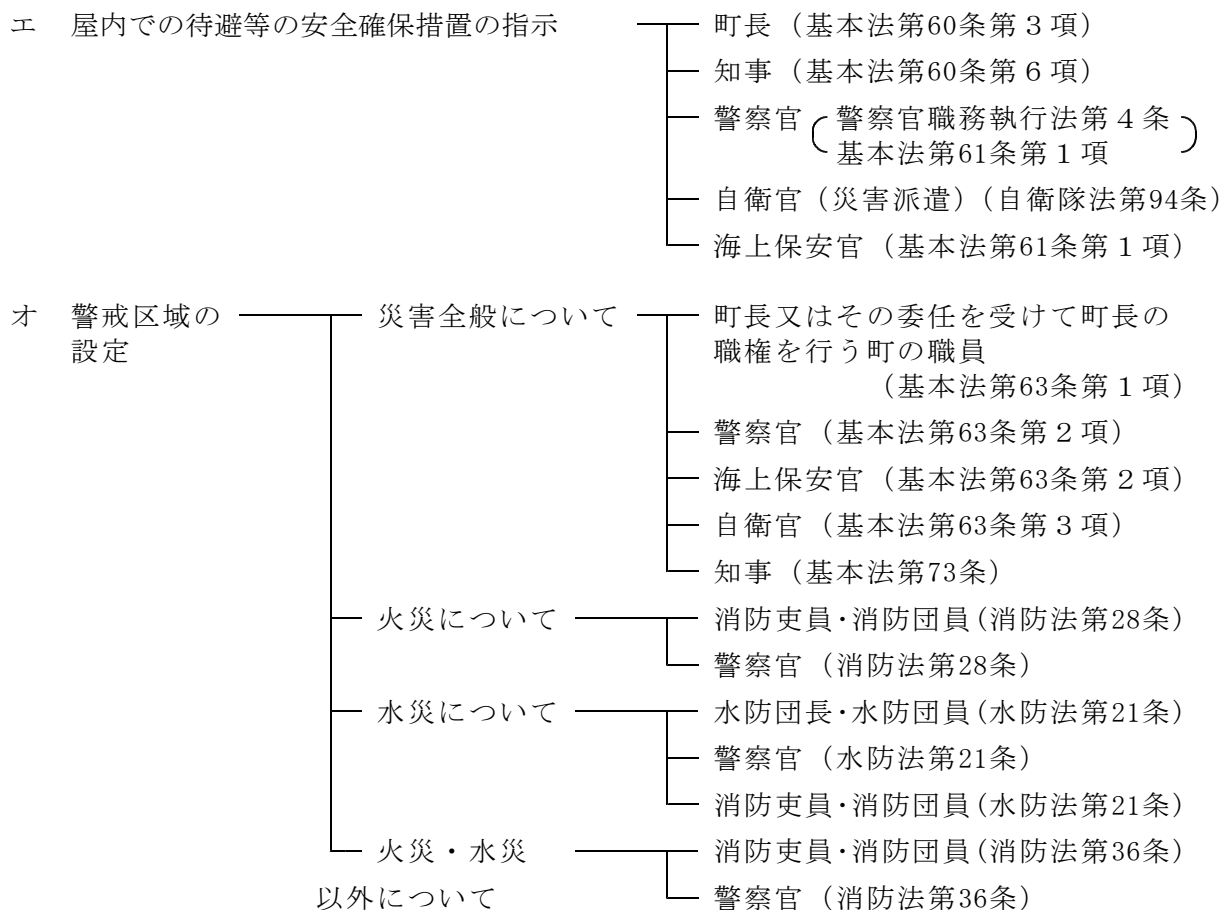 エ　屋内での待避等の安全確保措置の指示　町長（基本法第60条第３項）
知事（基本法第60条第６項）
警察官（警察官職務執行法第４条
基本法第61条第１項）
自衛官（災害派遣）（自衛隊法第94条）
海上保安官（基本法第61条第１項）
オ　警戒区域の　災害全般について　町長又はその委任を受けて町長の
設定　職権を行う町の職員
（基本法第63条第１項）
警察官（基本法第63条第２項）
海上保安官（基本法第63条第２項）
自衛官（基本法第63条第３項）
知事（基本法第73条）
火災について　消防吏員・消防団員（消防法第28条）
警察官（消防法第28条）
水災について　水防団長・水防団員（水防法第21条）
警察官（水防法第21条）
消防吏員・消防団員（水防法第21条）
火災・水災　消防吏員・消防団員（消防法第36条）
以外について　警察官（消防法第36条）